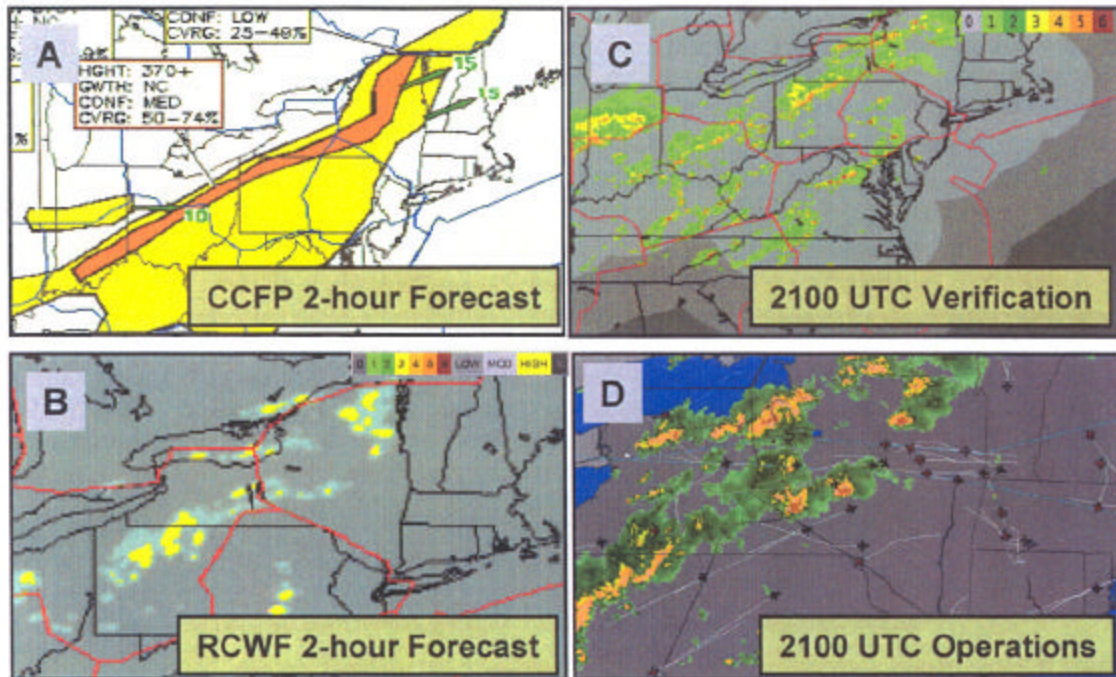 A
CONF: LOW
CVRG: 25-49%
HGHT: 370+
GWTH: NC
CONF: MED
CVRG: 50-74%
15
15
10
CCFP 2-hour Forecast
C
0 1 2 3 4 5 6
2100 UTC Verification
B
0 1 2 3 4 5 6 LOW MOD HIGH
RCWF 2-hour Forecast
D
2100 UTC Operations